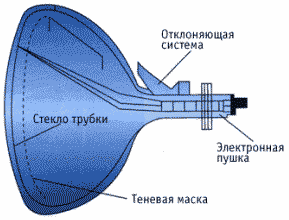 Отклоняющая
система
Стекло трубки
Электронная
пушка
Теневая маска